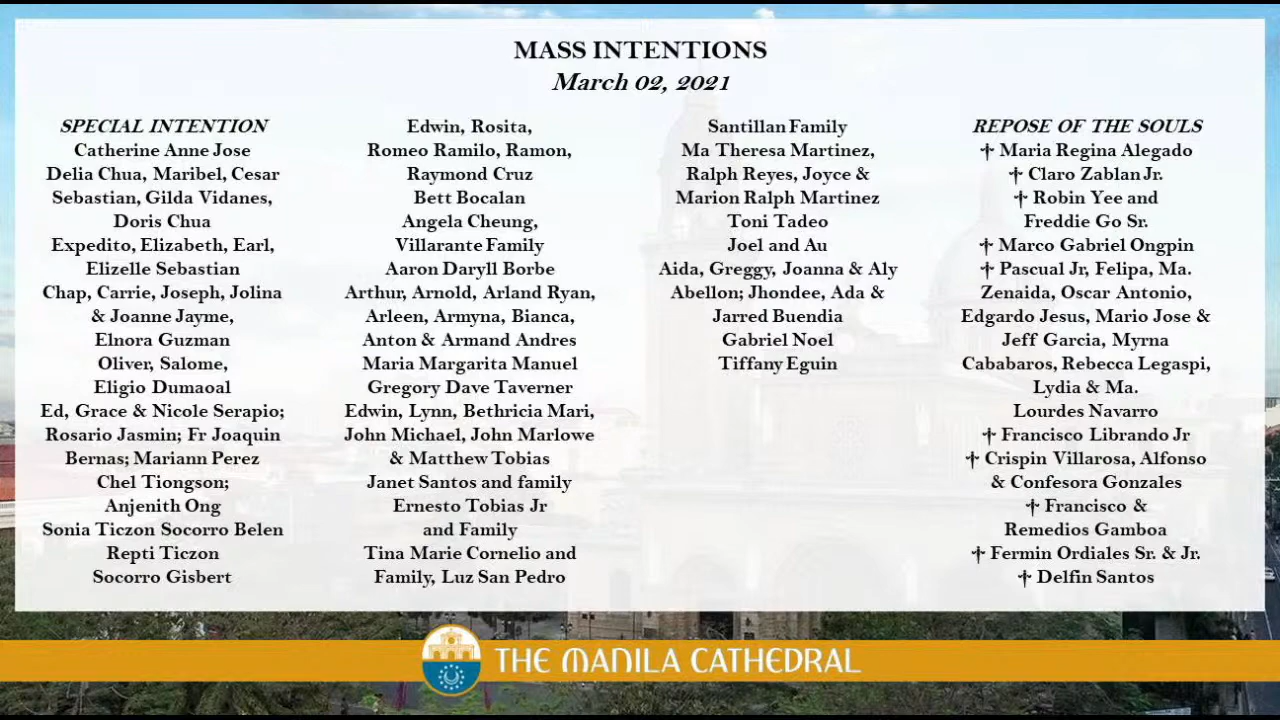 MASS INTENTIONS
March 02, 2021
SPECIAL INTENTION
Catherine Anne Jose
Delia Chua, Maribel, Cesar
Sebastian, Gilda Vidanes,
Doris Chua
Expedito, Elizabeth, Earl,
Elizelle Sebastian
Chap, Carrie, Joseph, Jolina
& Joanne Jayme,
Elnora Guzman
Oliver, Salome,
Eligio Dumaoal
Ed, Grace & Nicole Serapio;
Rosario Jasmin; Fr Joaquin
Bernas; Mariann Perez
Chel Tiongson;
Anjenith Ong
Sonia Ticzon Socorro Belen
Repti Ticzon
Socorro Gisbert
Edwin, Rosita,
Romeo Ramilo, Ramon,
Raymond Cruz
Bett Bocalan
Angela Cheung,
Villarante Family
Aaron Daryll Borbe
Arthur, Arnold, Arland Ryan,
Arleen, Armyna, Bianca,
Anton & Armand Andres
Maria Margarita Manuel
Gregory Dave Taverner
Edwin, Lynn, Bethricia Mari,
John Michael, John Marlowe
& Matthew Tobias
Janet Santos and family
Ernesto Tobias Jr
and Family
Tina Marie Cornelio and
Family, Luz San Pedro
Santillan Family
Ma Theresa Martinez,
Ralph Reyes, Joyce &
Marion Ralph Martinez
Toni Tadeo
Joel and Au
Aida, Greggy, Joanna & Aly
Abellon; Jhondee, Ada &
Jarred Buendia
Gabriel Noel
Tiffany Eguin
REPOSE OF THE SOULS
✝ Maria Regina Alegado
✝ Claro Zablan Jr.
✝ Robin Yee and
Freddie Go Sr.
✝ Marco Gabriel Ongpin
✝ Pascual Jr, Felipa, Ma.
Zenaida, Oscar Antonio,
Edgardo Jesus, Mario Jose &
Jeff Garcia, Myrna
Cababaros, Rebecca Legaspi,
Lydia & Ma.
Lourdes Navarro
✝ Francisco Librando Jr
✝ Crispin Villarosa, Alfonso
& Confesora Gonzales
✝ Francisco &
Remedios Gamboa
✝ Fermin Ordiales Sr. & Jr.
✝ Delfin Santos
THE MANILA CATHEDRAL